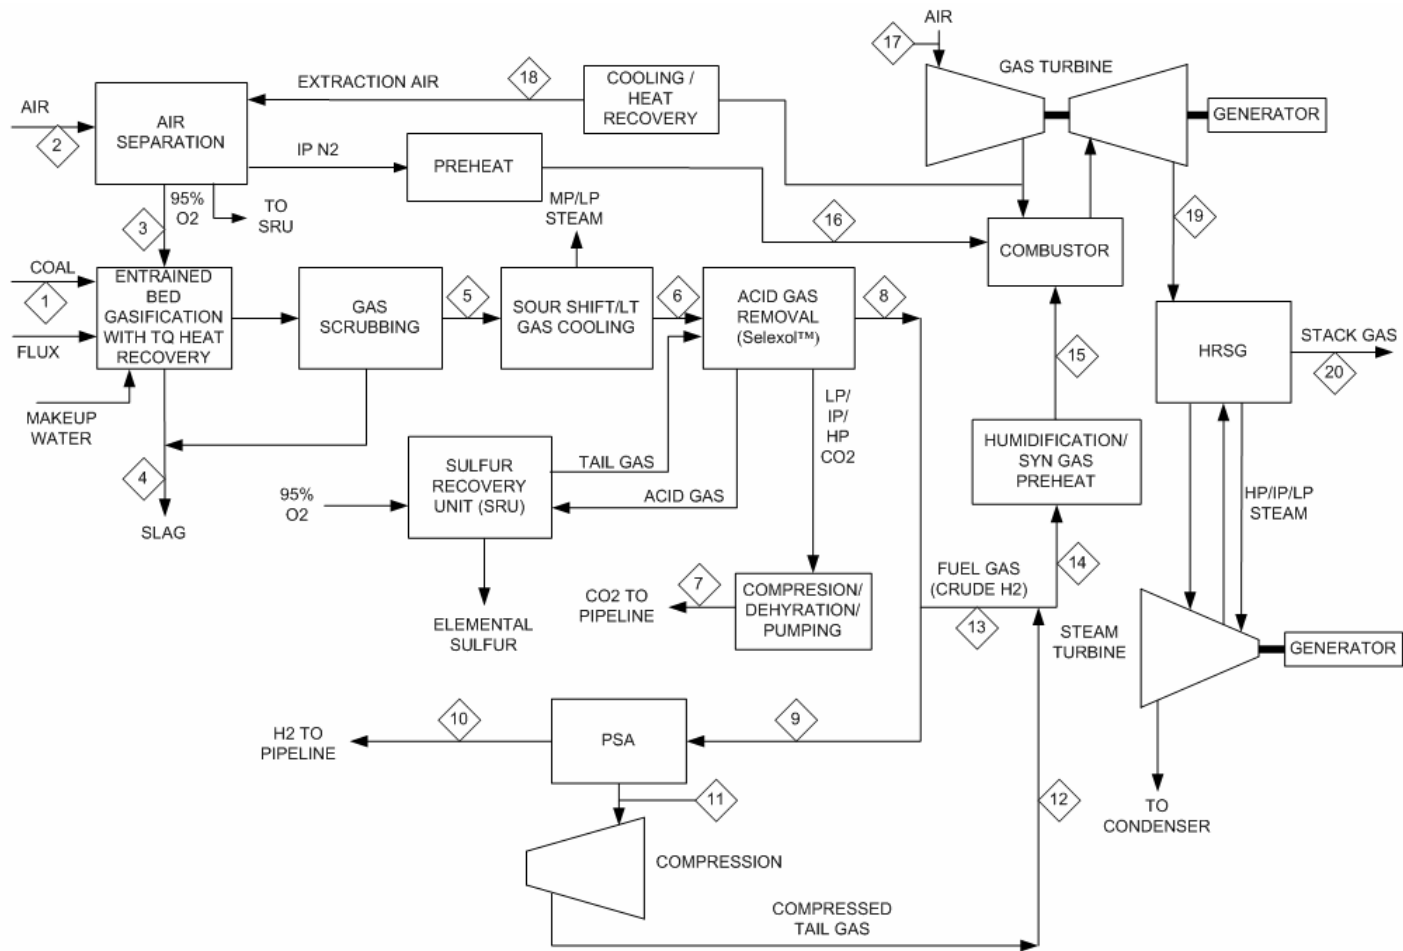 AIR
17
GAS TURBINE
18
EXTRACTION AIR
COOLING /
HEAT
RECOVERY
GENERATOR
AIR
2
AIR
SEPARATION
IP N2
PREHEAT
95%
O2
TO
SRU
MP/LP
STEAM
16
19
3
COMBUSTOR
COAL
1
FLUX
MAKEUP
WATER
ENTRAINED
BED
GASIFICATION
WITH TQ HEAT
RECOVERY
GAS
SCRUBBING
5
SOUR SHIFT/LT
GAS COOLING
6
ACID GAS
REMOVAL
(Selexol™)
8
15
HRSG
STACK GAS
20
LP/
IP/
HP
CO2
HUMIDIFICATION/
SYN GAS
PREHEAT
4
SLAG
95%
O2
SULFUR
RECOVERY
UNIT (SRU)
TAIL GAS
ACID GAS
HP/IP/LP
STEAM
ELEMENTAL
SULFUR
CO2 TO
PIPELINE
7
COMPRESION/
DEHYRATION/
PUMPING
FUEL GAS
(CRUDE H2)
13
14
STEAM
TURBINE
GENERATOR
H2 TO
PIPELINE
10
PSA
9
11
12
TO
CONDENSER
COMPRESSION
COMPRESSED
TAIL GAS